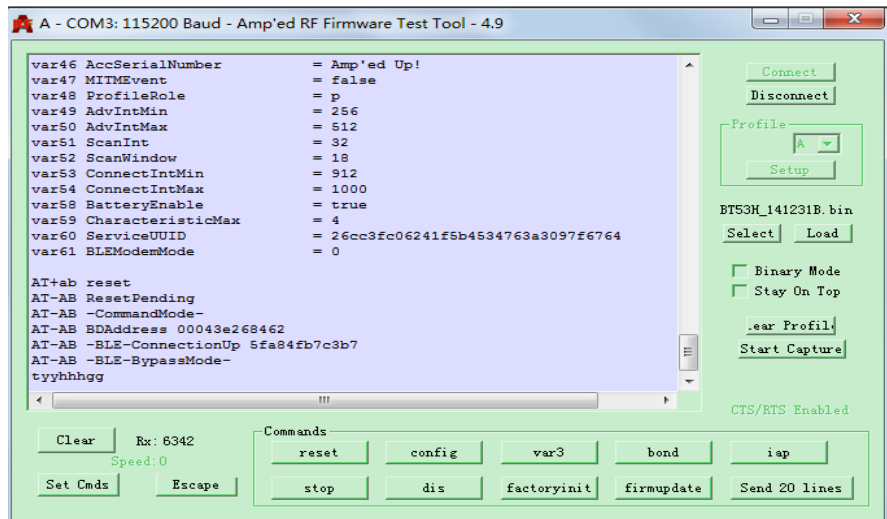 A - COM3: 115200 Baud - Amp'ed RF Firmware Test Tool - 4.9
var46 AccSerialNumber = Amp'ed Up!
var47 MITMEvent = false
var48 ProfileRole = p
var49 AdvIntMin = 256
var50 AdvIntMax = 512
var51 ScanInt = 32
var52 ScanWindow = 18
var53 ConnectIntMin = 912
var54 ConnectIntMax = 1000
var58 BatteryEnable = true
var59 CharacteristicMax = 4
var60 ServiceUUID = 26cc3fc06241f5b4534763a3097f6764
var61 BLEModemMode = 0
AT+ab reset
AT-AB ResetPending
AT-AB -CommandMode-
AT-AB BDAddress 00043e268462
AT-AB -BLE-ConnectionUp 5fa84fb7c3b7
AT-AB -BLE-BypassMode-
tyyhhhgg
Connect
Disconnect
Profile
A
Setup
BT53H_141231B.bin
Select Load
Binary Mode
Stay On Top
.ear Profil
Start Capture
CTS/RTS Enabled
Clear Rx: 6342
Speed:0
Set Cmds Escape
Commands
reset config var3 bond iap
stop dis factoryinit firmupdate Send 20 lines